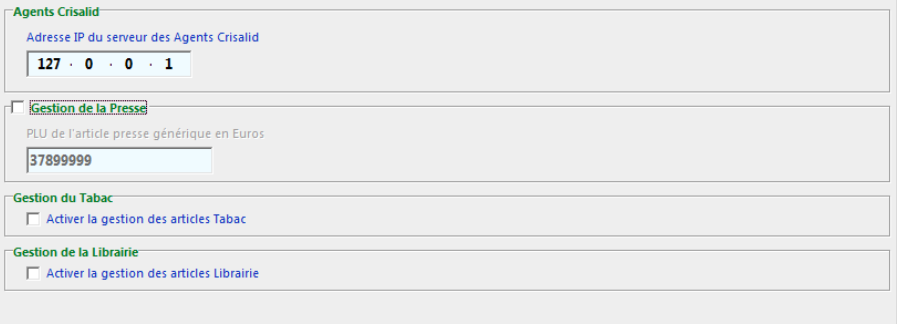 Agents Crisalid
Adresse IP du serveur des Agents Crisalid
127 . 0 . 0 . 1
Gestion de la Presse
PLU de l'article presse générique en Euros
37899999
Gestion du Tabac
Activer la gestion des articles Tabac
Gestion de la Librairie
Activer la gestion des articles Librairie